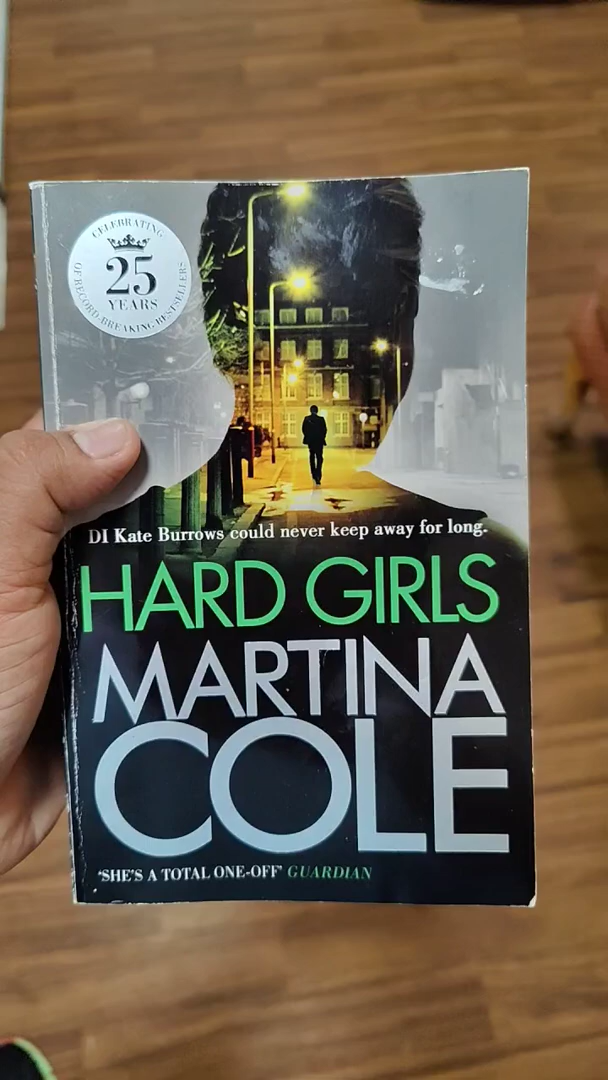 CELEBRATING
25
YEARS
OF RECORD-BREAKING BESTSELLERS
DI Kate Burrows could never keep away for long.
HARD GIRLS
MARTINA
COLE
‘SHE'S A TOTAL ONE-OFF’ GUARDIAN